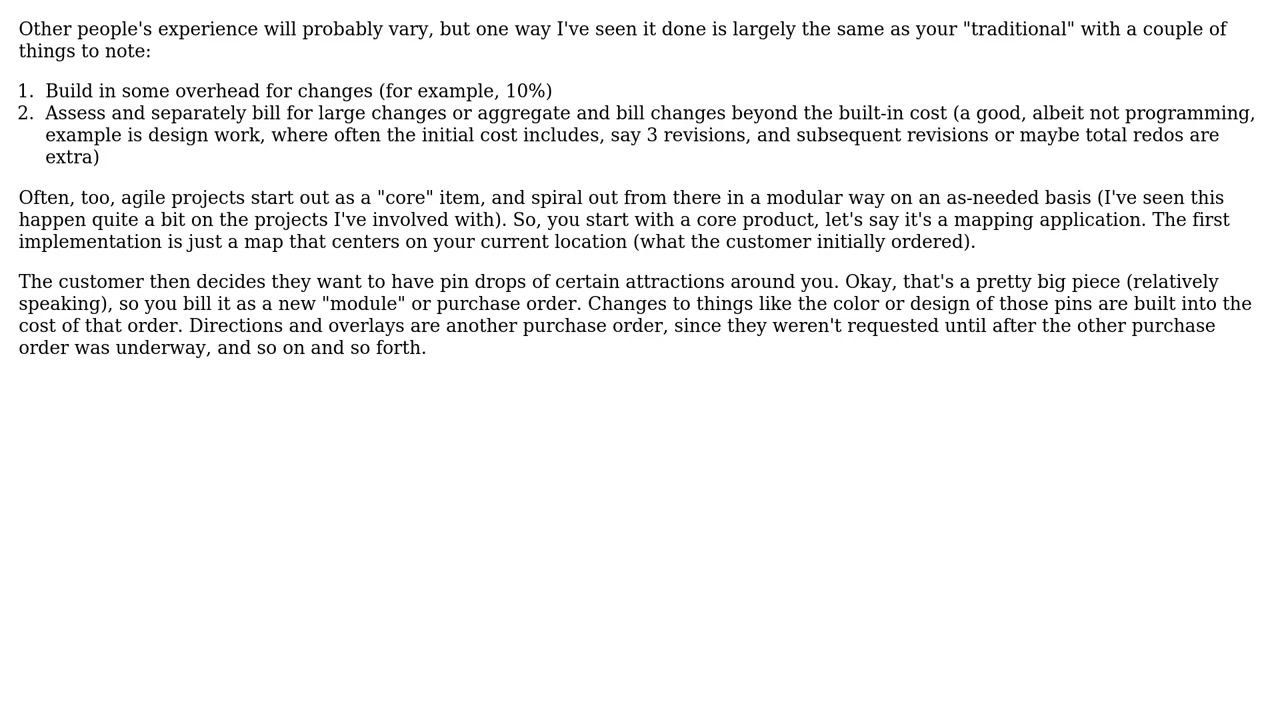 Other people's experience will probably vary, but one way I've seen it done is largely the same as your "traditional" with a couple of
things to note:
1. Build in some overhead for changes (for example, 10%)
2. Assess and separately bill for large changes or aggregate and bill changes beyond the built-in cost (a good, albeit not programming,
example is design work, where often the initial cost includes, say 3 revisions, and subsequent revisions or maybe total redos are
extra)
Often, too, agile projects start out as a "core" item, and spiral out from there in a modular way on an as-needed basis (I've seen this
happen quite a bit on the projects I've involved with). So, you start with a core product, let's say it's a mapping application. The first
implementation is just a map that centers on your current location (what the customer initially ordered).
The customer then decides they want to have pin drops of certain attractions around you. Okay, that's a pretty big piece (relatively
speaking), so you bill it as a new "module" or purchase order. Changes to things like the color or design of those pins are built into the
cost of that order. Directions and overlays are another purchase order, since they weren't requested until after the other purchase
order was underway, and so on and so forth.